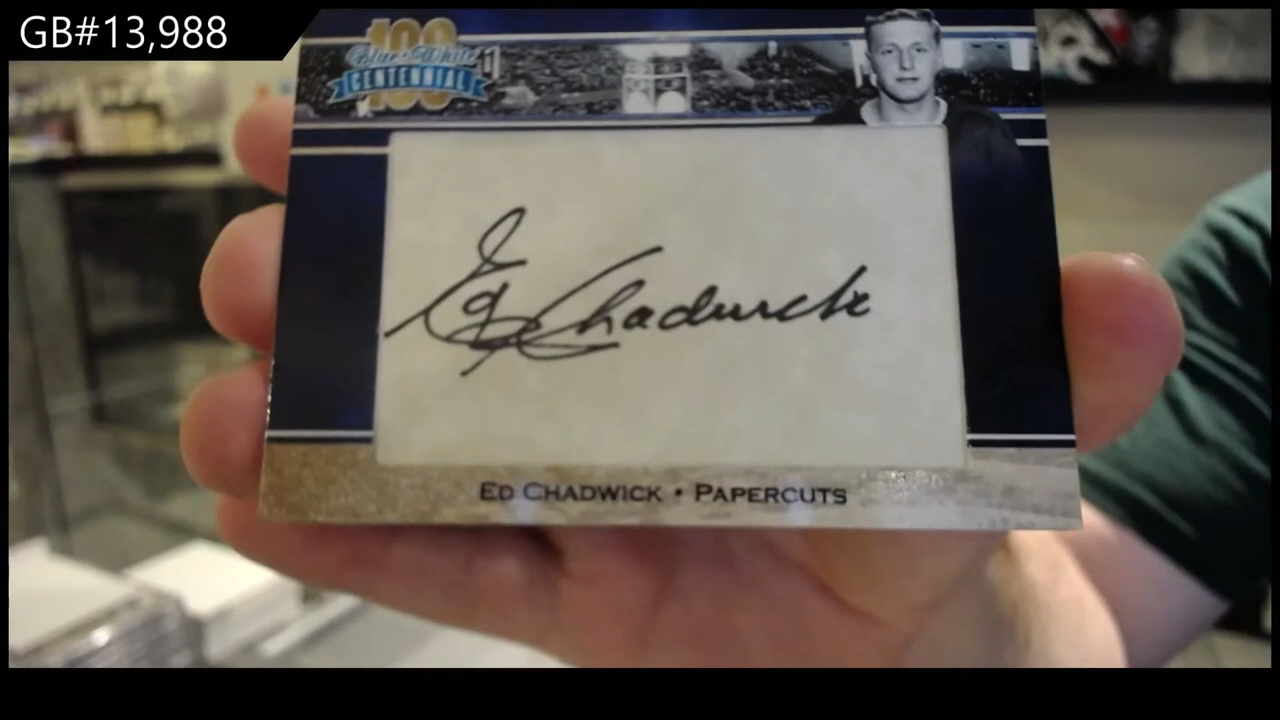 GB#13,988
100
Blue & White
CENTENNIAL
Ed Chadwick
ED CHADWICK • PAPERCUTS